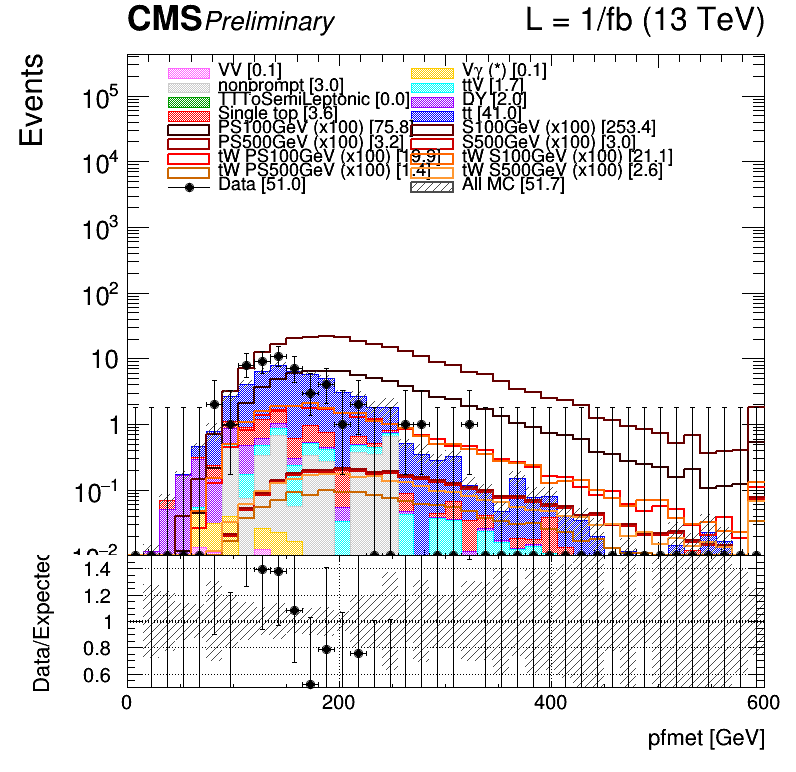 CMS Preliminary L = 1/fb (13 TeV)
Events
VV [0.1] Vγ (*) [0.1]
nonprompt [3.0] ttV [1.7]
TTToSemiLeptonic [0.0] DY [2.0]
Single top [3.6] tt [41.0]
PS100GeV (x100) [75.8] S100GeV (x100) [253.4]
PS500GeV (x100) [3.2] S500GeV (x100) [3.0]
tW PS100GeV (x100) [19.9] tW S100GeV (x100) [21.1]
tW PS500GeV (x100) [1.4] tW S500GeV (x100) [2.6]
Data [51.0] All MC [51.7]
10⁵
10⁴
10³
10²
10
1
10⁻¹
10⁻²
Data/Expected
1.4
1.2
1
0.8
0.6
0 200 400 600
pfmet [GeV]